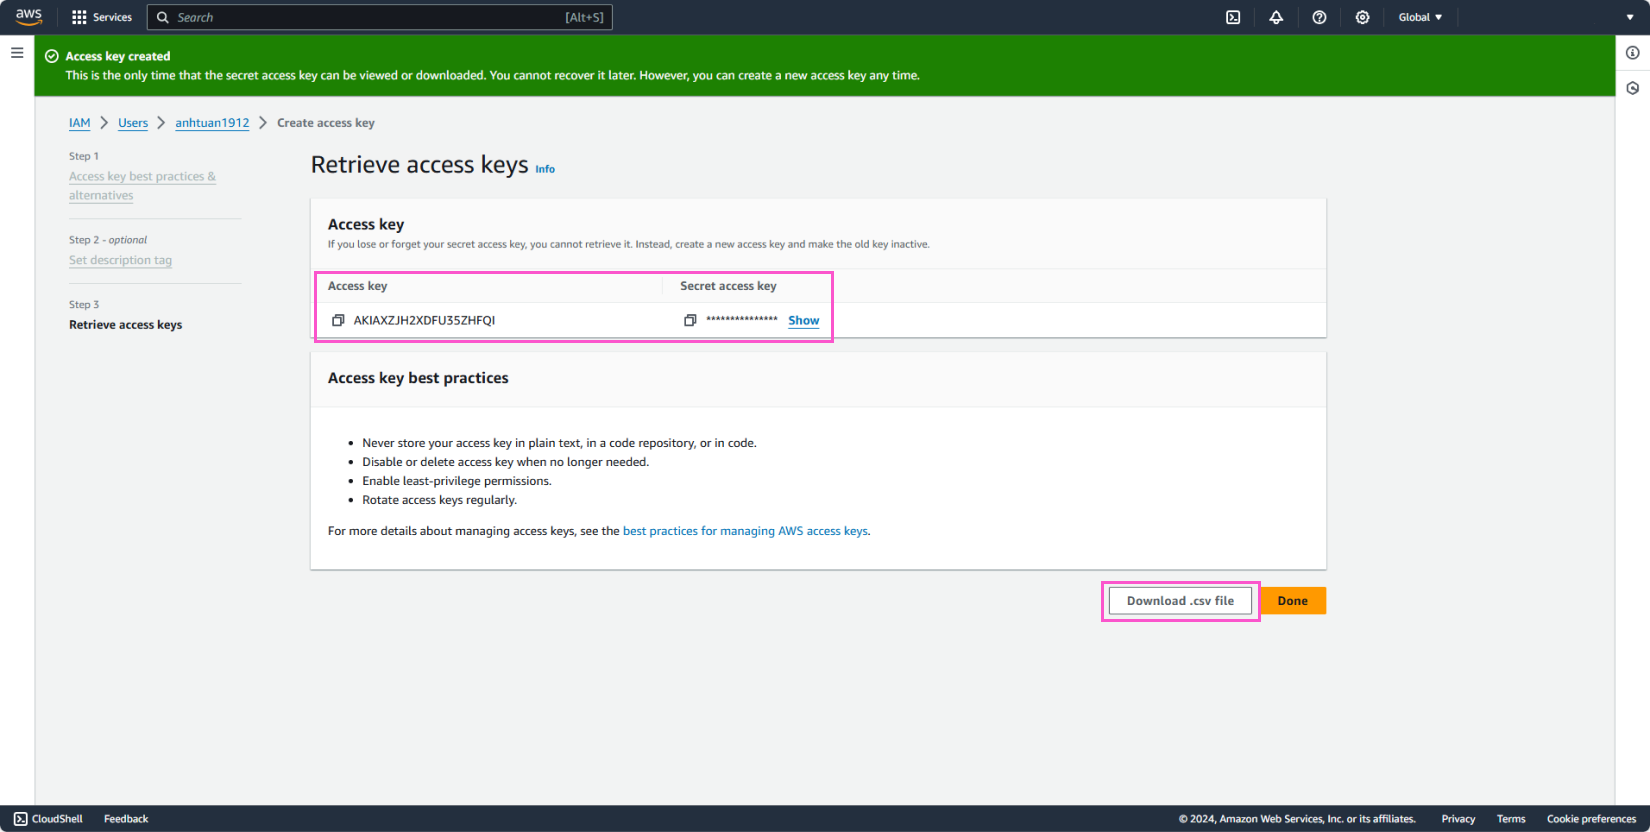 aws
Services
Search
[Alt+S]
Global
Access key created
This is the only time that the secret access key can be viewed or downloaded. You cannot recover it later. However, you can create a new access key any time.
IAM > Users > anhtuan1912 > Create access key
Step 1
Access key best practices &
alternatives
Step 2 - optional
Set description tag
Step 3
Retrieve access keys
Retrieve access keys Info
Access key
If you lose or forget your secret access key, you cannot retrieve it. Instead, create a new access key and make the old key inactive.
Access key
Secret access key
AKIAXZJH2XDFU35ZHFQI
*************** Show
Access key best practices
• Never store your access key in plain text, in a code repository, or in code.
• Disable or delete access key when no longer needed.
• Enable least-privilege permissions.
• Rotate access keys regularly.
For more details about managing access keys, see the best practices for managing AWS access keys.
Download .csv file
Done
CloudShell
Feedback
© 2024, Amazon Web Services, Inc. or its affiliates.
Privacy
Terms
Cookie preferences